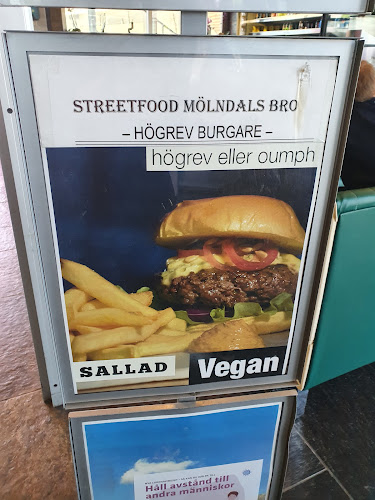 STREETFOOD MÖLNDALS BRO
– HÖGREV BURGARE –
högrev eller oumph
SALLAD
Vegan
Håll avstånd till
andra människor